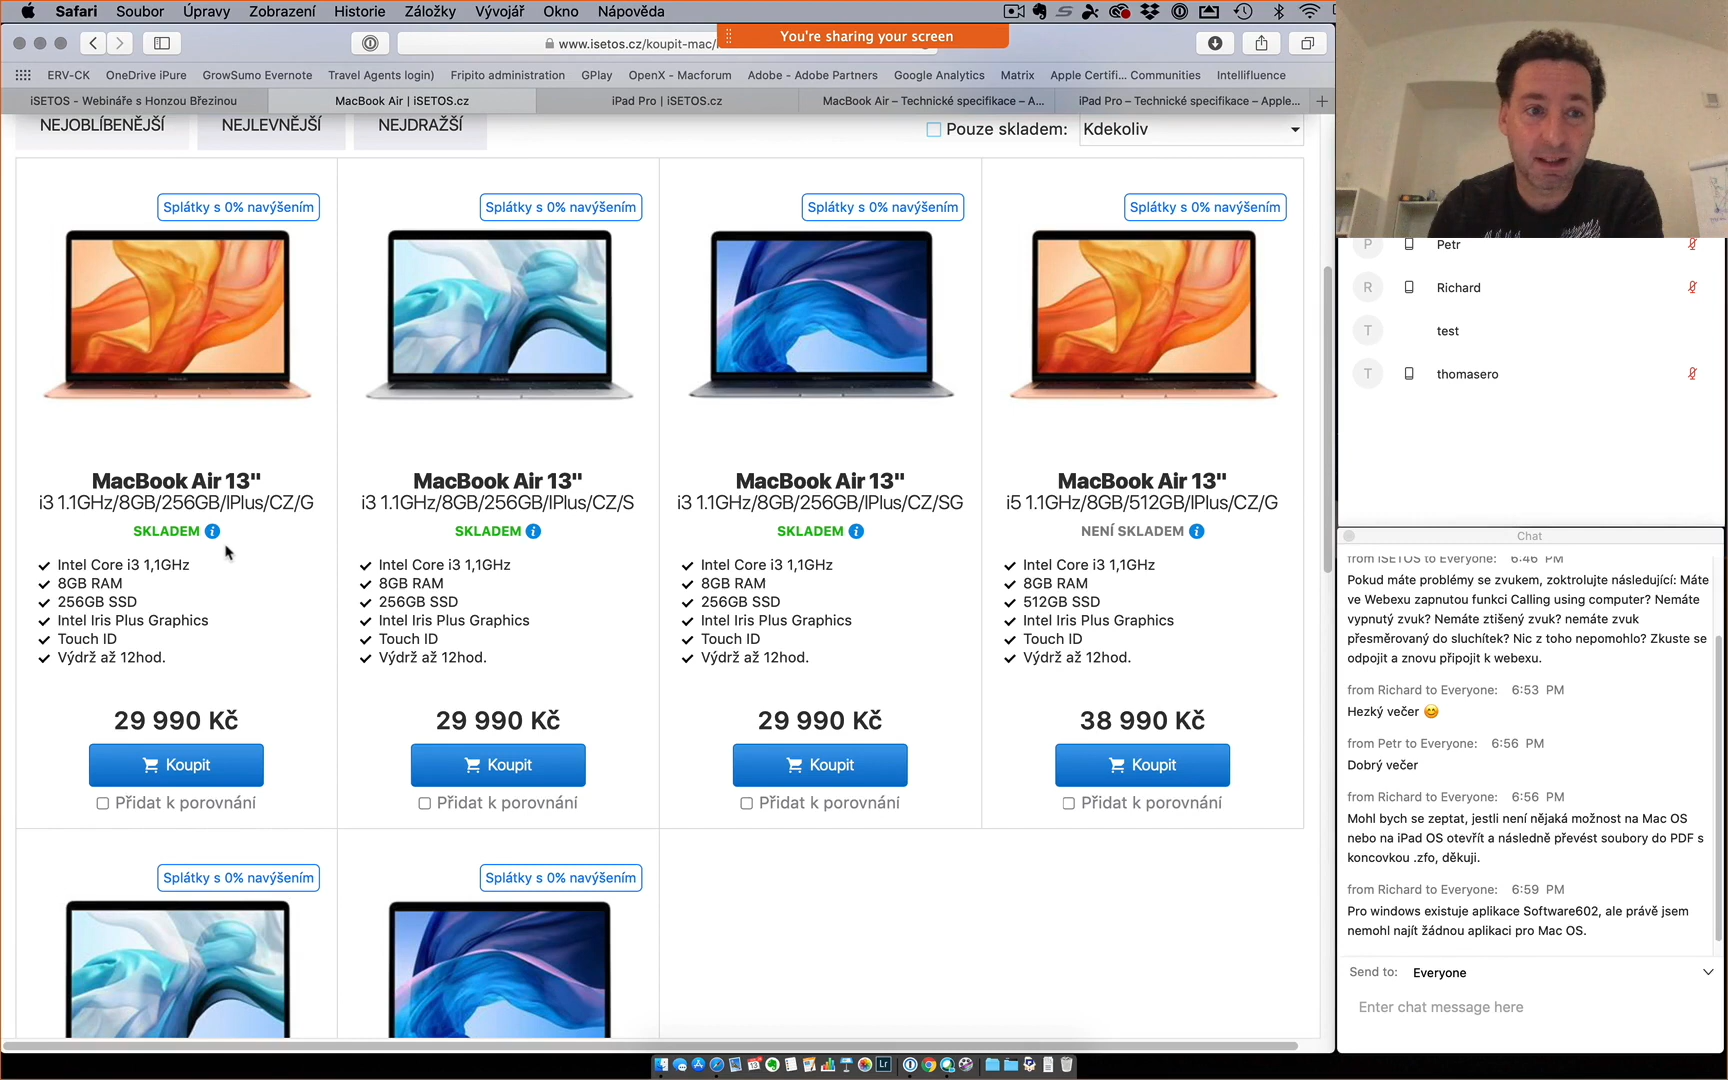 Safari Soubor Úpravy Zobrazení Historie Záložky Vývojář Okno Nápověda
You're sharing your screen
www.isetos.cz/koupit-mac/
ERV-CK OneDrive iPure GrowSumo Evernote Travel Agents login) Fripito administration GPlay OpenX - Macforum Adobe - Adobe Partners Google Analytics Matrix Apple Certifi... Communities Intellifluence
iSETOS - Webináře s Honzou Březinou MacBook Air | iSETOS.cz iPad Pro | iSETOS.cz MacBook Air – Technické specifikace – A... iPad Pro – Technické specifikace – Apple...
NEJOBLÍBENĚJŠÍ NEJLEVNĚJŠÍ NEJDRAŽŠÍ Pouze skladem: Kdekoliv
Splátky s 0% navýšením
MacBook Air 13"
i3 1.1GHz/8GB/256GB/IPlus/CZ/G
SKLADEM
Intel Core i3 1,1GHz
8GB RAM
256GB SSD
Intel Iris Plus Graphics
Touch ID
Výdrž až 12hod.
29 990 Kč
Koupit
Přidat k porovnání
Splátky s 0% navýšením
MacBook Air 13"
i3 1.1GHz/8GB/256GB/IPlus/CZ/S
SKLADEM
Intel Core i3 1,1GHz
8GB RAM
256GB SSD
Intel Iris Plus Graphics
Touch ID
Výdrž až 12hod.
29 990 Kč
Koupit
Přidat k porovnání
Splátky s 0% navýšením
MacBook Air 13"
i3 1.1GHz/8GB/256GB/IPlus/CZ/SG
SKLADEM
Intel Core i3 1,1GHz
8GB RAM
256GB SSD
Intel Iris Plus Graphics
Touch ID
Výdrž až 12hod.
29 990 Kč
Koupit
Přidat k porovnání
Splátky s 0% navýšením
MacBook Air 13"
i5 1.1GHz/8GB/512GB/IPlus/CZ/G
NENÍ SKLADEM
Intel Core i3 1,1GHz
8GB RAM
512GB SSD
Intel Iris Plus Graphics
Touch ID
Výdrž až 12hod.
38 990 Kč
Koupit
Přidat k porovnání
Splátky s 0% navýšením
Splátky s 0% navýšením
P Petr
R Richard
T test
T thomasero
Chat
from iSETOS to Everyone: 6:46 PM
Pokud máte problémy se zvukem, zoktrolujte následující: Máte
ve Webexu zapnutou funkci Calling using computer? Nemáte
vypnutý zvuk? Nemáte ztišený zvuk? nemáte zvuk
přesměrovaný do sluchítek? Nic z toho nepomohlo? Zkuste se
odpojit a znovu připojit k webexu.
from Richard to Everyone: 6:53 PM
Hezký večer 😊
from Petr to Everyone: 6:56 PM
Dobrý večer
from Richard to Everyone: 6:56 PM
Mohl bych se zeptat, jestli není nějaká možnost na Mac OS
nebo na iPad OS otevřít a následně převést soubory do PDF s
koncovkou .zfo, děkuji.
from Richard to Everyone: 6:59 PM
Pro windows existuje aplikace Software602, ale právě jsem
nemohl najít žádnou aplikaci pro Mac OS.
Send to: Everyone
Enter chat message here